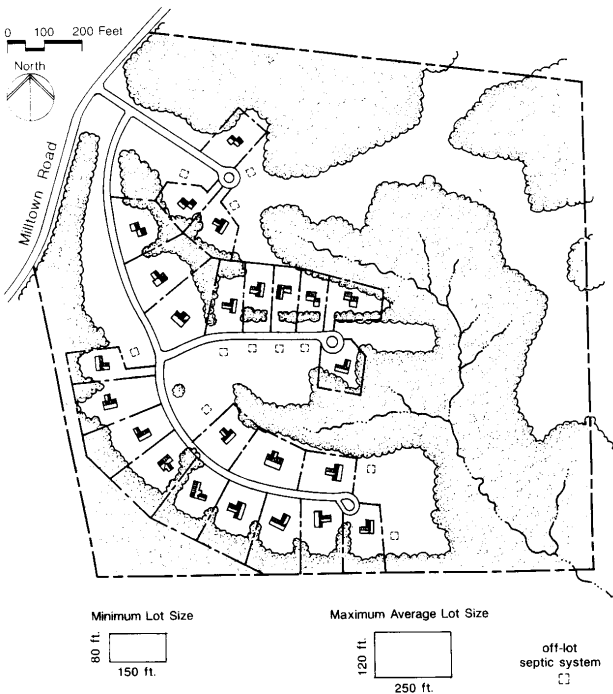 0 100 200 Feet
North
Milltown Road
Minimum Lot Size
80 ft.
150 ft.
Maximum Average Lot Size
120 ft.
250 ft.
off-lot
septic system